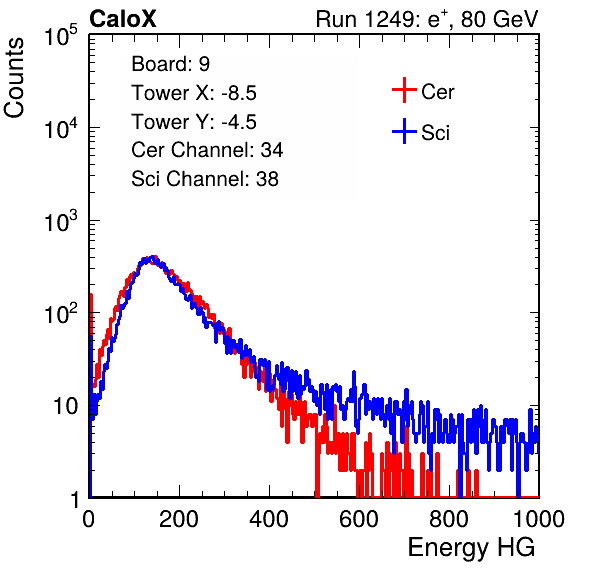 CaloX Run 1249: e⁺, 80 GeV
Counts
10⁵
10⁴
10³
10²
10
1
Board: 9
Tower X: -8.5
Tower Y: -4.5
Cer Channel: 34
Sci Channel: 38
Cer
Sci
0 200 400 600 800 1000
Energy HG